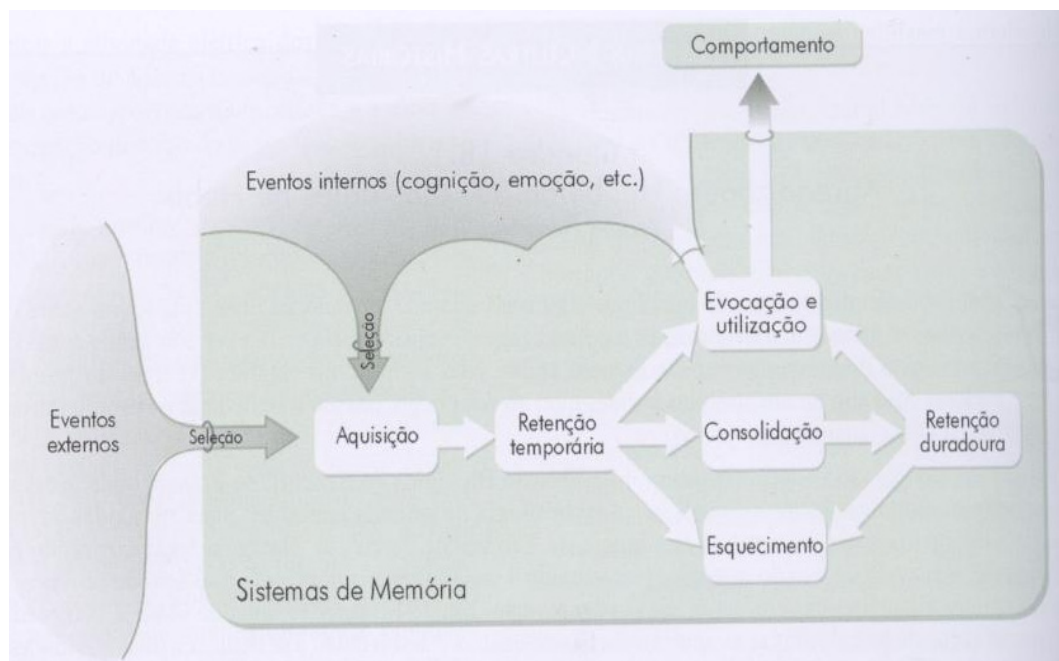 Comportamento
Eventos internos (cognição, emoção, etc.)
Seleção
Evocação e
utilização
Eventos
externos
Seleção
Aquisição
Retenção
temporária
Consolidação
Retenção
duradoura
Esquecimento
Sistemas de Memória